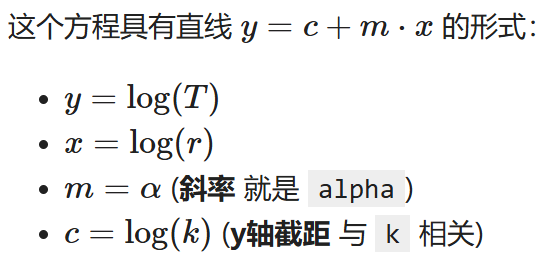 这个方程具有直线 y = c + m · x 的形式：
• y = log(T)
• x = log(r)
• m = α (斜率 就是 alpha)
• c = log(k) (y轴截距 与 k 相关)